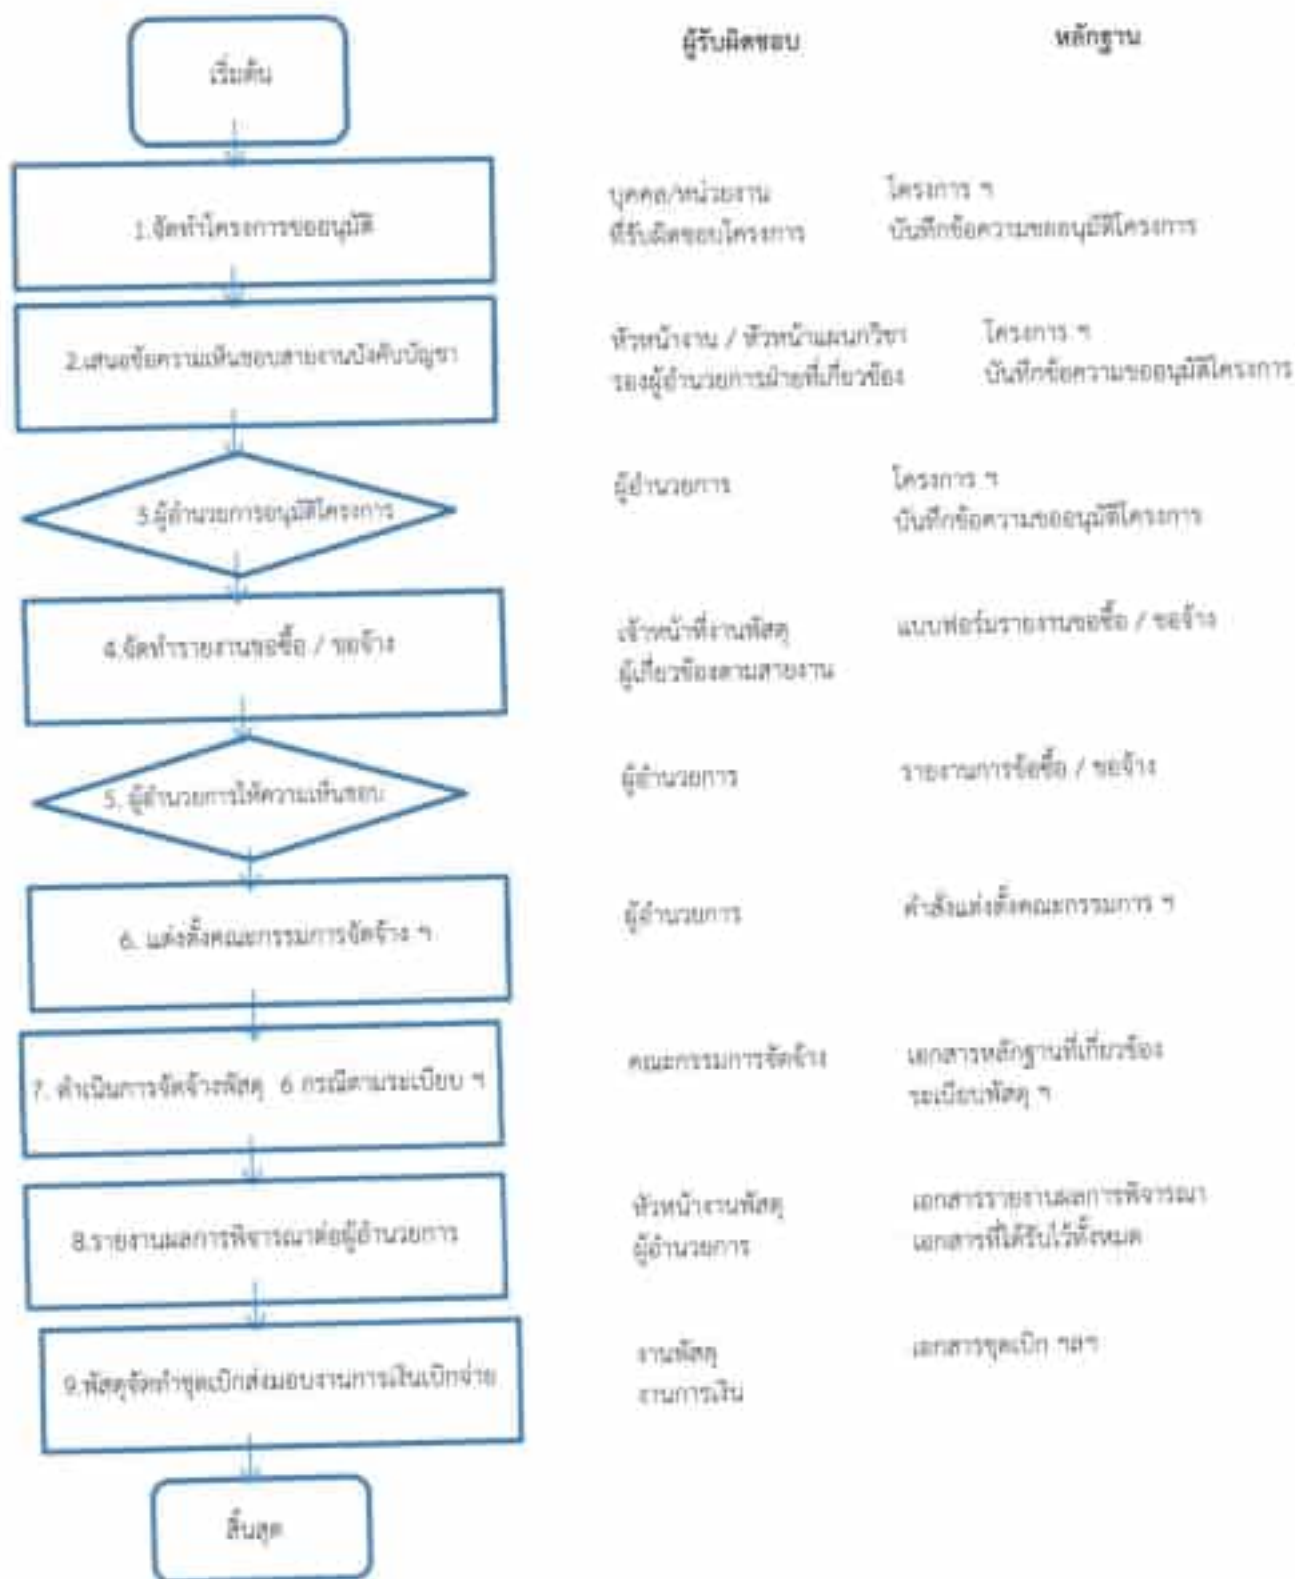 ผู้รับผิดชอบ หลักฐาน
เริ่มต้น
1.จัดทำโครงการขออนุมัติ
บุคคล/หน่วยงาน โครงการ ฯ
ที่รับผิดชอบโครงการ บันทึกข้อความขออนุมัติโครงการ
2.เสนอข้อความเห็นชอบสายงานบังคับบัญชา
หัวหน้างาน / หัวหน้าแผนกวิชา โครงการ ฯ
รองผู้อำนวยการฝ่ายที่เกี่ยวข้อง บันทึกข้อความขออนุมัติโครงการ
3.ผู้อำนวยการอนุมัติโครงการ
ผู้อำนวยการ โครงการ ฯ
บันทึกข้อความขออนุมัติโครงการ
4.จัดทำรายงานขอซื้อ / ขอจ้าง
เจ้าหน้าที่งานพัสดุ แบบฟอร์มรายงานขอซื้อ / ขอจ้าง
ผู้เกี่ยวข้องตามสายงาน
5. ผู้อำนวยการให้ความเห็นชอบ
ผู้อำนวยการ รายงานการข้อซื้อ / ขอจ้าง
6. แต่งตั้งคณะกรรมการจัดจ้าง ฯ
ผู้อำนวยการ คำสั่งแต่งตั้งคณะกรรมการ ฯ
7. ดำเนินการจัดจ้างพัสดุ 6 กรณีตามระเบียบ ฯ
คณะกรรมการจัดจ้าง เอกสารหลักฐานที่เกี่ยวข้อง
ระเบียบพัสดุ ฯ
8.รายงานผลการพิจารณาต่อผู้อำนวยการ
หัวหน้างานพัสดุ เอกสารรายงานผลการพิจารณา
ผู้อำนวยการ เอกสารที่ได้รับไว้ทั้งหมด
9.พัสดุจัดทำชุดเบิกส่งมอบงานการเงินเบิกจ่าย
งานพัสดุ เอกสารชุดเบิก ฯลฯ
งานการเงิน
สิ้นสุด